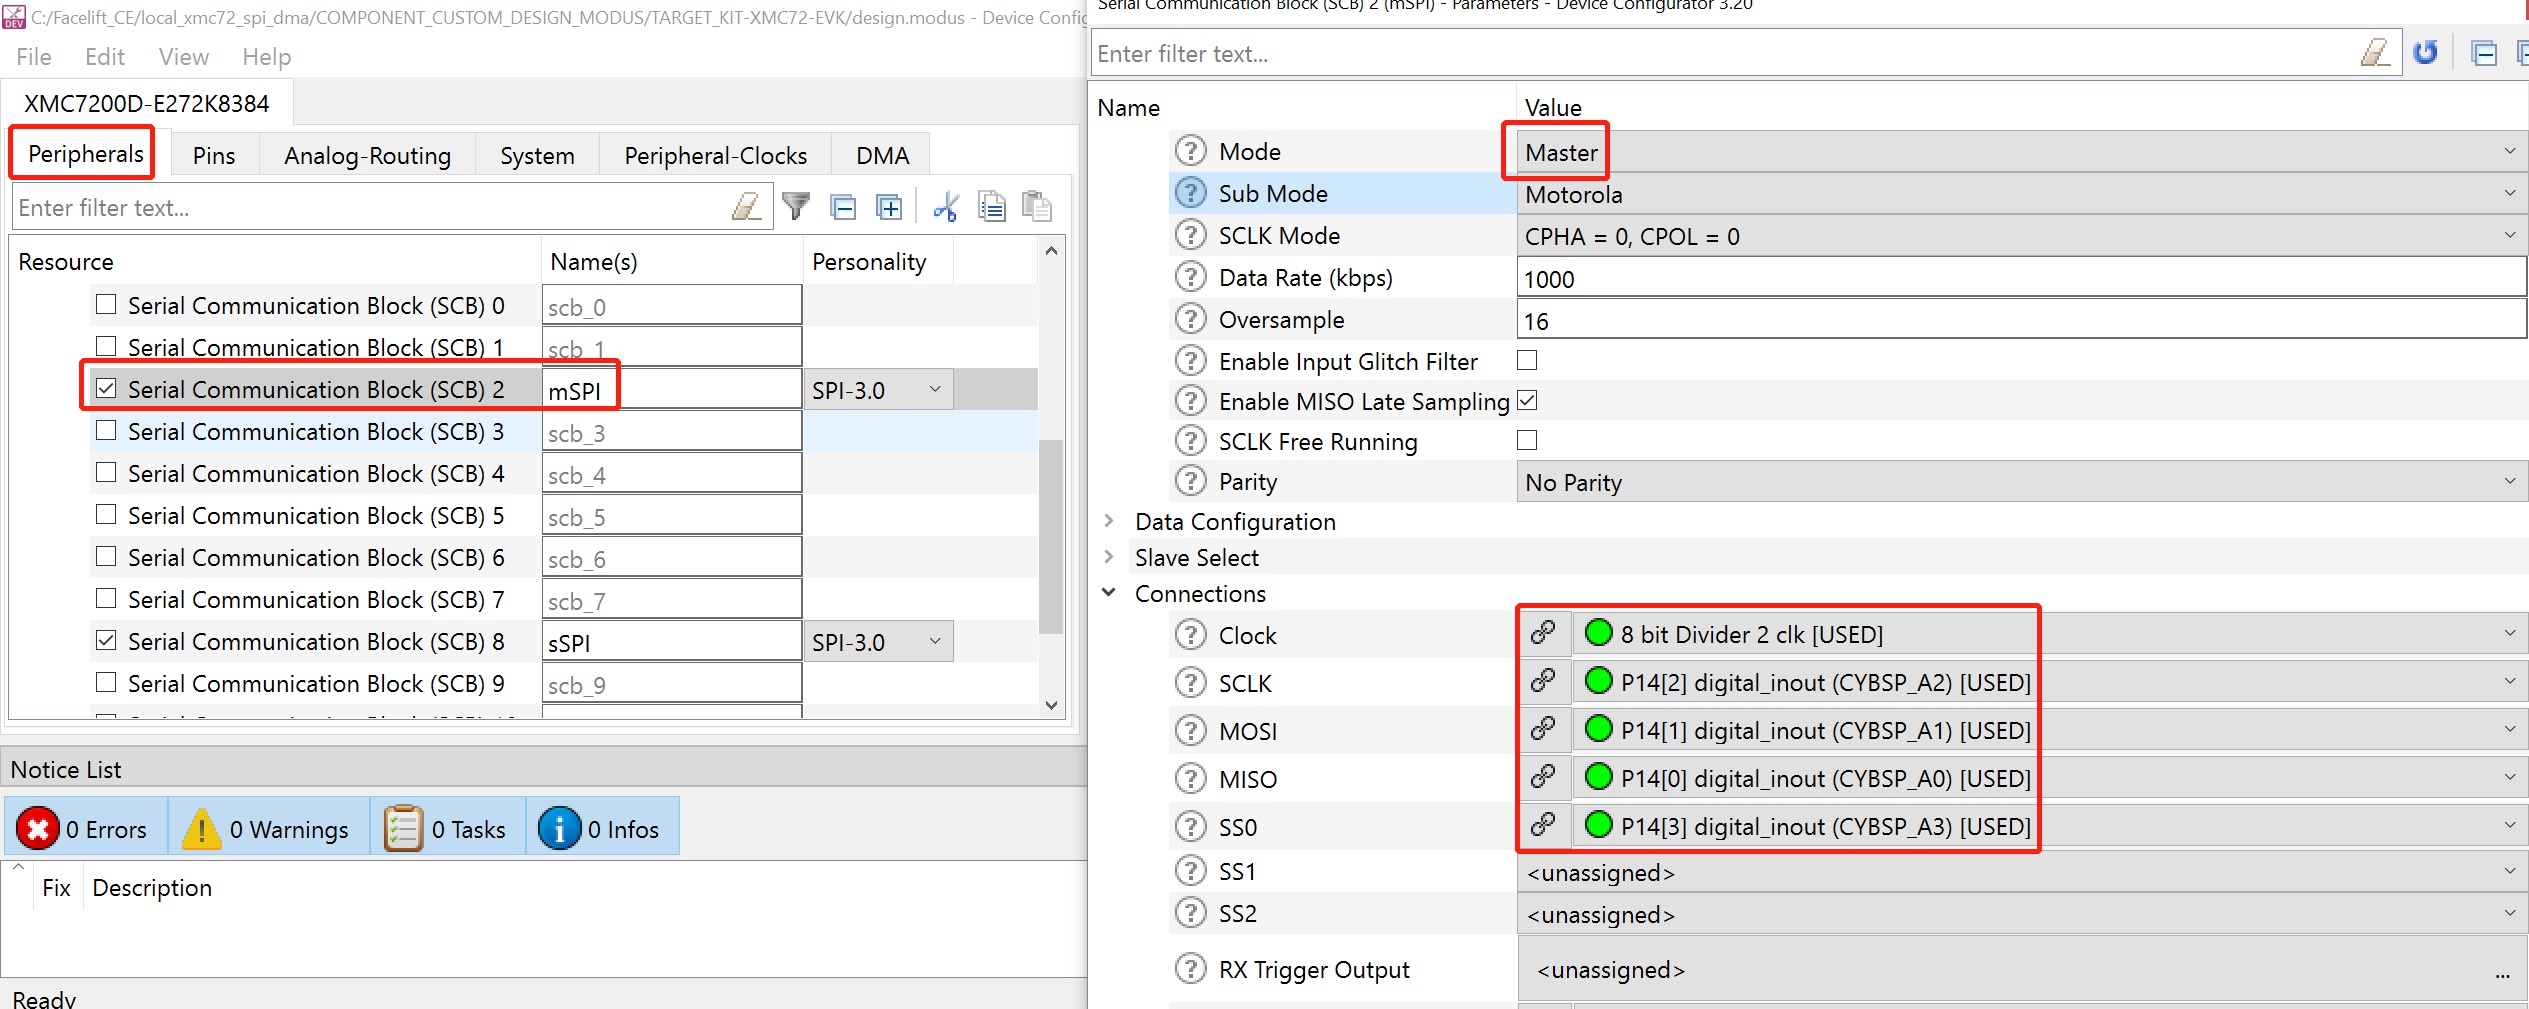 C:/Facelift_CE/local_xmc72_spi_dma/COMPONENT_CUSTOM_DESIGN_MODUS/TARGET_KIT-XMC72-EVK/design.modus - Device Config
File Edit View Help
XMC7200D-E272K8384
Peripherals Pins Analog-Routing System Peripheral-Clocks DMA
Enter filter text...
Resource Name(s) Personality
Serial Communication Block (SCB) 0 scb_0
Serial Communication Block (SCB) 1 scb_1
Serial Communication Block (SCB) 2 mSPI SPI-3.0
Serial Communication Block (SCB) 3 scb_3
Serial Communication Block (SCB) 4 scb_4
Serial Communication Block (SCB) 5 scb_5
Serial Communication Block (SCB) 6 scb_6
Serial Communication Block (SCB) 7 scb_7
Serial Communication Block (SCB) 8 sSPI SPI-3.0
Serial Communication Block (SCB) 9 scb_9
Notice List
0 Errors 0 Warnings 0 Tasks 0 Infos
Fix Description
Ready
Serial Communication Block (SCB) 2 (mSPI) - Parameters - Device Configurator 3.20
Enter filter text...
Name Value
Mode Master
Sub Mode Motorola
SCLK Mode CPHA = 0, CPOL = 0
Data Rate (kbps) 1000
Oversample 16
Enable Input Glitch Filter
Enable MISO Late Sampling
SCLK Free Running
Parity No Parity
Data Configuration
Slave Select
Connections
Clock 8 bit Divider 2 clk [USED]
SCLK P14[2] digital_inout (CYBSP_A2) [USED]
MOSI P14[1] digital_inout (CYBSP_A1) [USED]
MISO P14[0] digital_inout (CYBSP_A0) [USED]
SS0 P14[3] digital_inout (CYBSP_A3) [USED]
SS1 <unassigned>
SS2 <unassigned>
RX Trigger Output <unassigned> ...